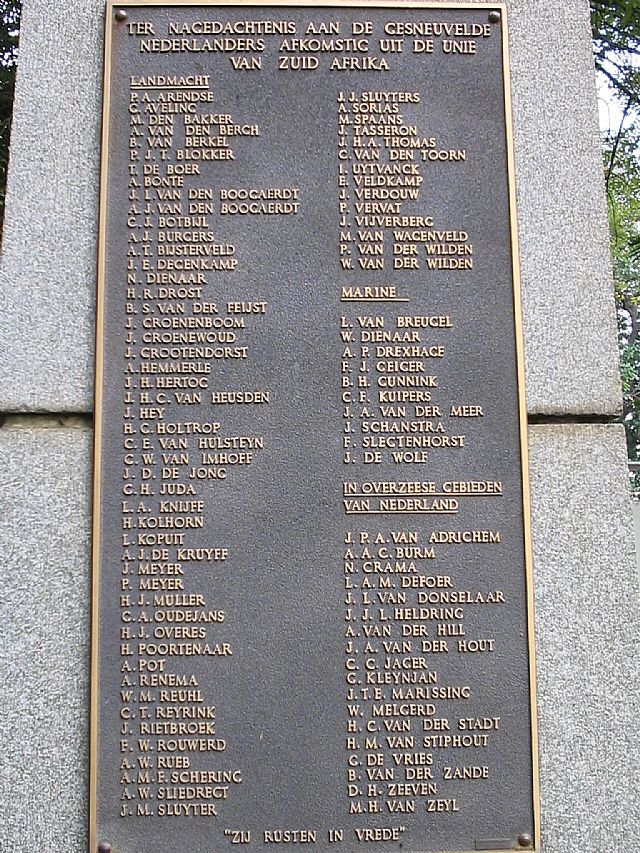 TER NAGEDACHTENIS AAN DE GESNEUVELDE
NEDERLANDERS AFKOMSTIG UIT DE UNIE
VAN ZUID AFRIKA
LANDMACHT
P. A. ARENDSE
G. AVELING
M. DEN BAKKER
A. VAN DEN BERGH
B. VAN BERKEL
P. J. T. BLOKKER
T. DE BOER
A. BONTE
J. L. VAN DEN BOOGAERDT
A. J. VAN DEN BOOGAERDT
C. J. BOTBIJL
A. J. BURGERS
A. T. BIJSTERVELD
J. E. DEGENKAMP
N. DIENAAR
H. R. DROST
B. S. VAN DER FEIJST
J. GROENENBOOM
J. GROENEWOUD
J. GROOTENDORST
A. HEMMERLE
J. H. HERTOG
J. H. C. VAN HEUSDEN
J. HEY
H. C. HOLTROP
C. E. VAN HULSTEYN
G. W. VAN IMHOFF
J. D. DE JONG
G. H. JUDA
L. A. KNIJFF
H. KOLHORN
L. KOPUIT
A. J. DE KRUYFF
J. MEYER
P. MEYER
H. J. MULLER
C. A. OUDEJANS
H. J. OVERES
H. POORTENAAR
A. POT
A. RENEMA
W. M. REUHL
C. T. REYRINK
J. RIETBROEK
F. W. ROUWERD
A. W. RUEB
A. M. F. SCHERING
A. W. SLIEDRECT
J. M. SLUYTER
J. J. SLUYTERS
A. SORIAS
M. SPAANS
J. TASSERON
J. H. A. THOMAS
C. VAN DEN TOORN
I. UYTVANCK
E. VELDKAMP
J. VERDOUW
P. VERVAT
J. VIJVERBERG
M. VAN WAGENVELD
P. VAN DER WILDEN
W. VAN DER WILDEN
MARINE
L. VAN BREUGEL
W. DIENAAR
A. P. DREXHAGE
F. J. GEIGER
B. H. GUNNINK
C. F. KUIPERS
J. A. VAN DER MEER
J. SCHANSTRA
F. SLEGTENHORST
J. DE WOLF
IN OVERZEESE GEBIEDEN
VAN NEDERLAND
J. P. A. VAN ADRICHEM
A. A. C. BURM
N. CRAMA
L. A. M. DEFOER
J. L. VAN DONSELAAR
J. J. L. HELDRING
A. VAN DER HILL
J. A. VAN DER HOUT
C. C. JAGER
G. KLEYNJAN
J. T. E. MARISSING
W. MELGERD
H. C. VAN DER STADT
H. M. VAN STIPHOUT
G. DE VRIES
B. VAN DER ZANDE
D. H. ZEEVEN
M. H. VAN ZEYL
"ZIJ RUSTEN IN VREDE"